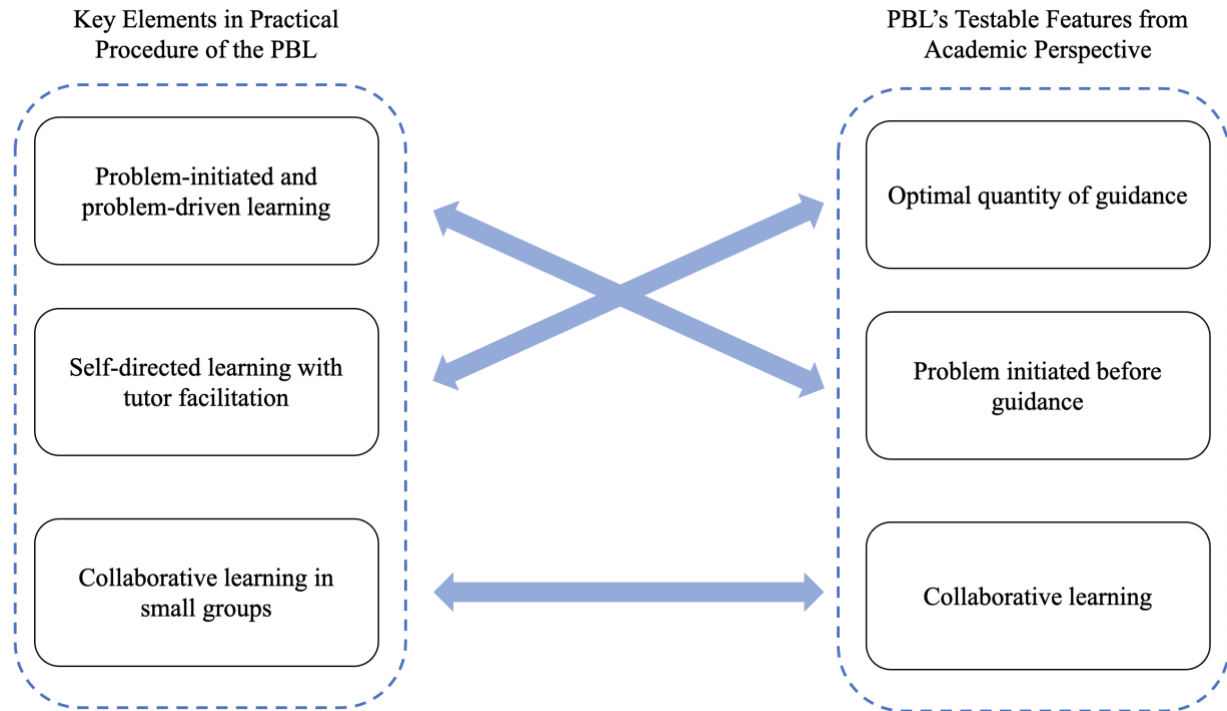 Key Elements in Practical
Procedure of the PBL
Problem-initiated and
problem-driven learning
Self-directed learning with
tutor facilitation
Collaborative learning in
small groups
PBL's Testable Features from
Academic Perspective
Optimal quantity of guidance
Problem initiated before
guidance
Collaborative learning